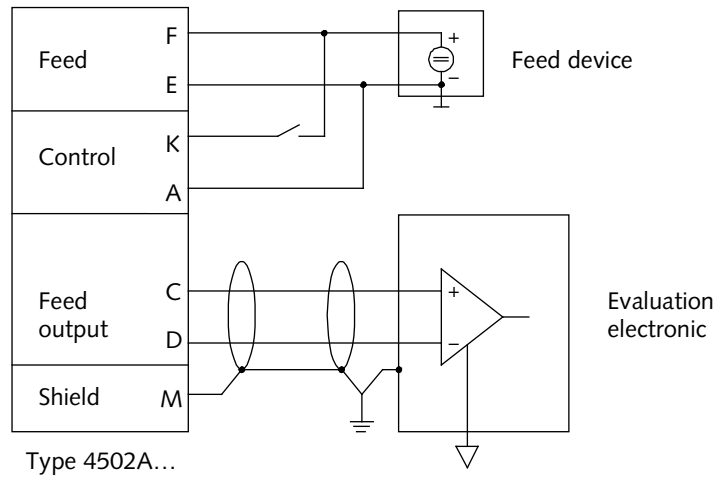 F
+
Feed
Feed device
E
−
K
Control
A
C
+
Feed
output
Evaluation
electronic
D
−
Shield
M
Type 4502A...